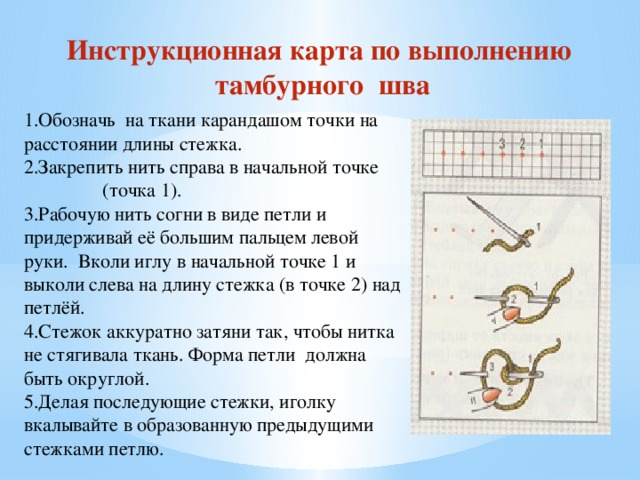 Инструкционная карта по выполнению
тамбурного шва
1.Обозначь на ткани карандашом точки на
расстоянии длины стежка.
2.Закрепить нить справа в начальной точке
(точка 1).
3.Рабочую нить согни в виде петли и
придерживай её большим пальцем левой
руки. Вколи иглу в начальной точке 1 и
выколи слева на длину стежка (в точке 2) над
петлёй.
4.Стежок аккуратно затяни так, чтобы нитка
не стягивала ткань. Форма петли должна
быть округлой.
5.Делая последующие стежки, иголку
вкалывайте в образованную предыдущими
стежками петлю.
3 2 1
1
2 1
3 2